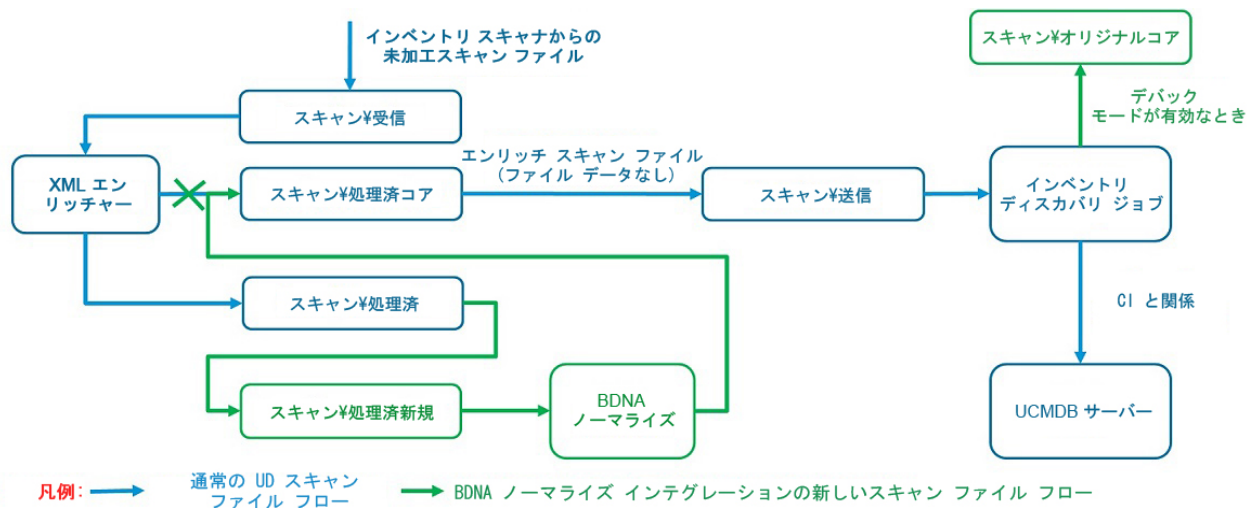 インベントリ スキャナからの
未加工スキャン ファイル
スキャン¥オリジナルコア
デバック
モードが有効なとき
スキャン¥受信
XML エン
リッチャー
スキャン¥処理済コア
エンリッチ スキャン ファイル
(ファイル データなし)
スキャン¥送信
インベントリ
ディスカバリ ジョブ
スキャン¥処理済
CI と関係
スキャン¥処理済新規
BDNA
ノーマライズ
UCMDB サーバー
凡例:
通常の UD スキャン
ファイル フロー
BDNA ノーマライズ インテグレーションの新しいスキャン ファイル フロー